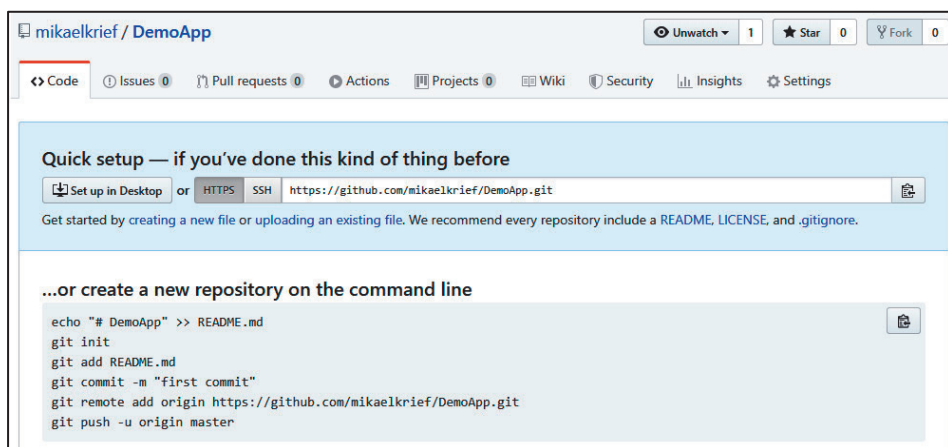 mikaelkrief / DemoApp
Unwatch 1 Star 0 Fork 0
Code Issues 0 Pull requests 0 Actions Projects 0 Wiki Security Insights Settings
Quick setup — if you've done this kind of thing before
Set up in Desktop or HTTPS SSH https://github.com/mikaelkrief/DemoApp.git
Get started by creating a new file or uploading an existing file. We recommend every repository include a README, LICENSE, and .gitignore.
...or create a new repository on the command line
echo "# DemoApp" >> README.md
git init
git add README.md
git commit -m "first commit"
git remote add origin https://github.com/mikaelkrief/DemoApp.git
git push -u origin master